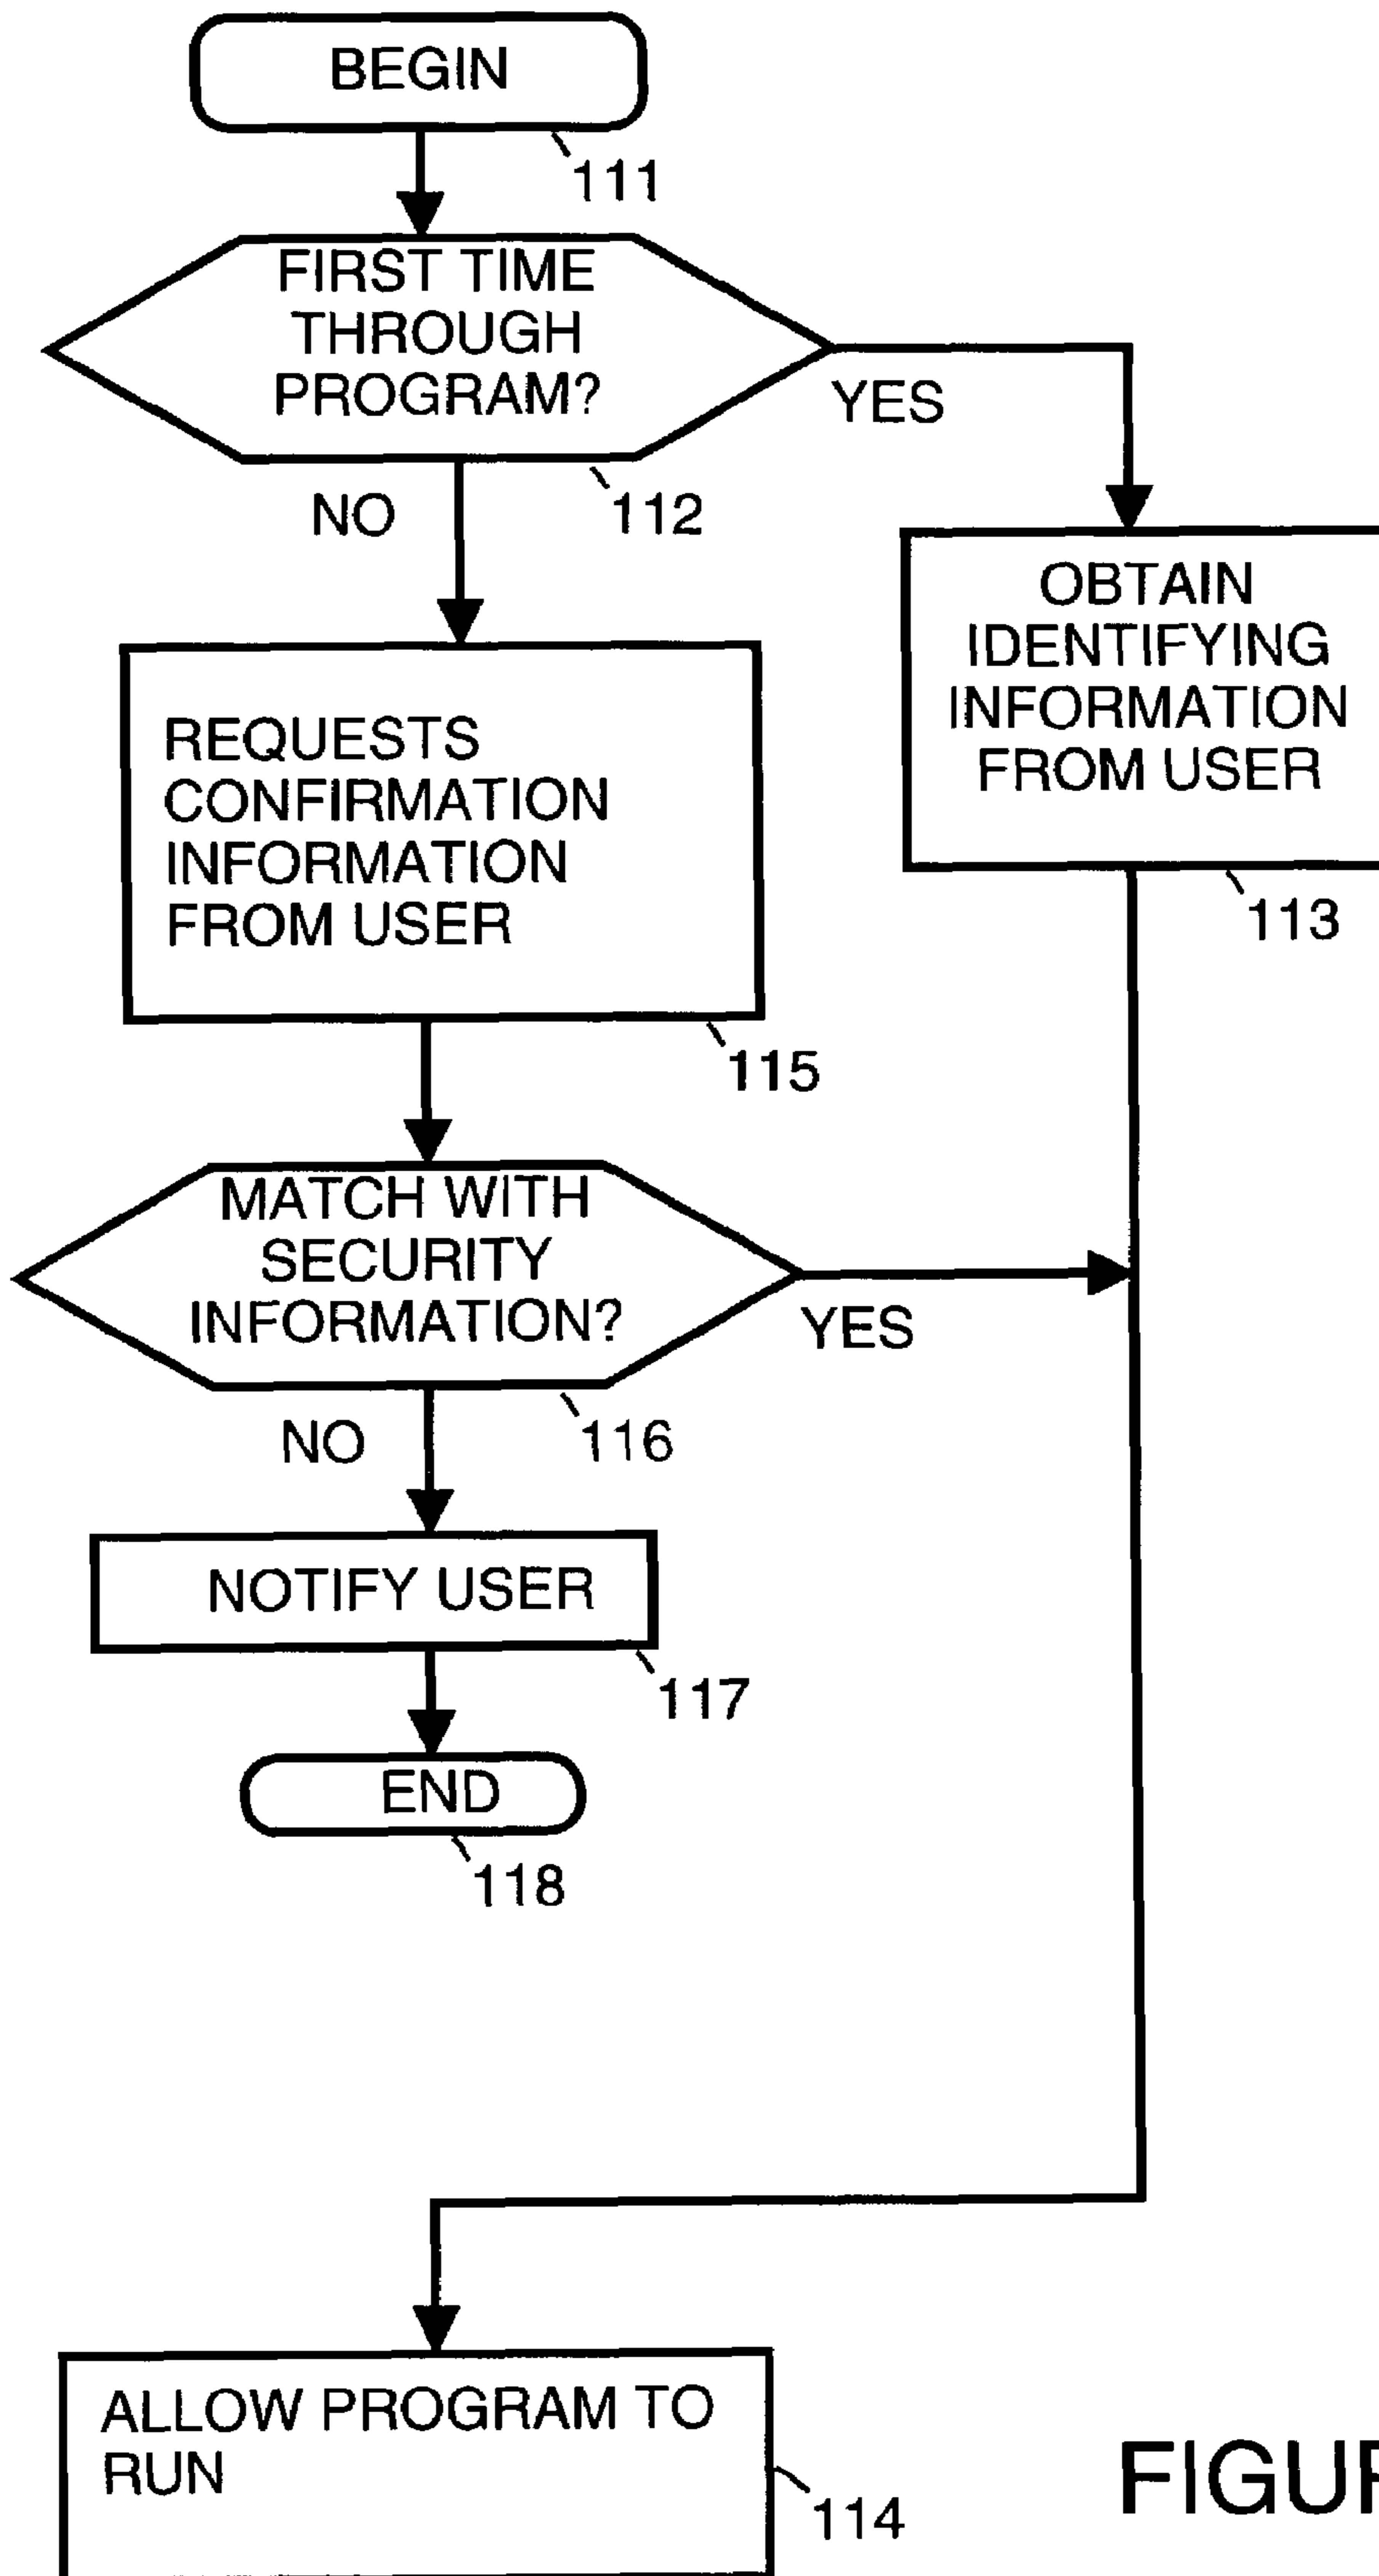 BEGIN
111
FIRST TIME
THROUGH
PROGRAM?
YES
NO
112
OBTAIN
IDENTIFYING
INFORMATION
FROM USER
113
REQUESTS
CONFIRMATION
INFORMATION
FROM USER
115
MATCH WITH
SECURITY
INFORMATION?
YES
NO
116
NOTIFY USER
117
END
118
ALLOW PROGRAM TO
RUN
114